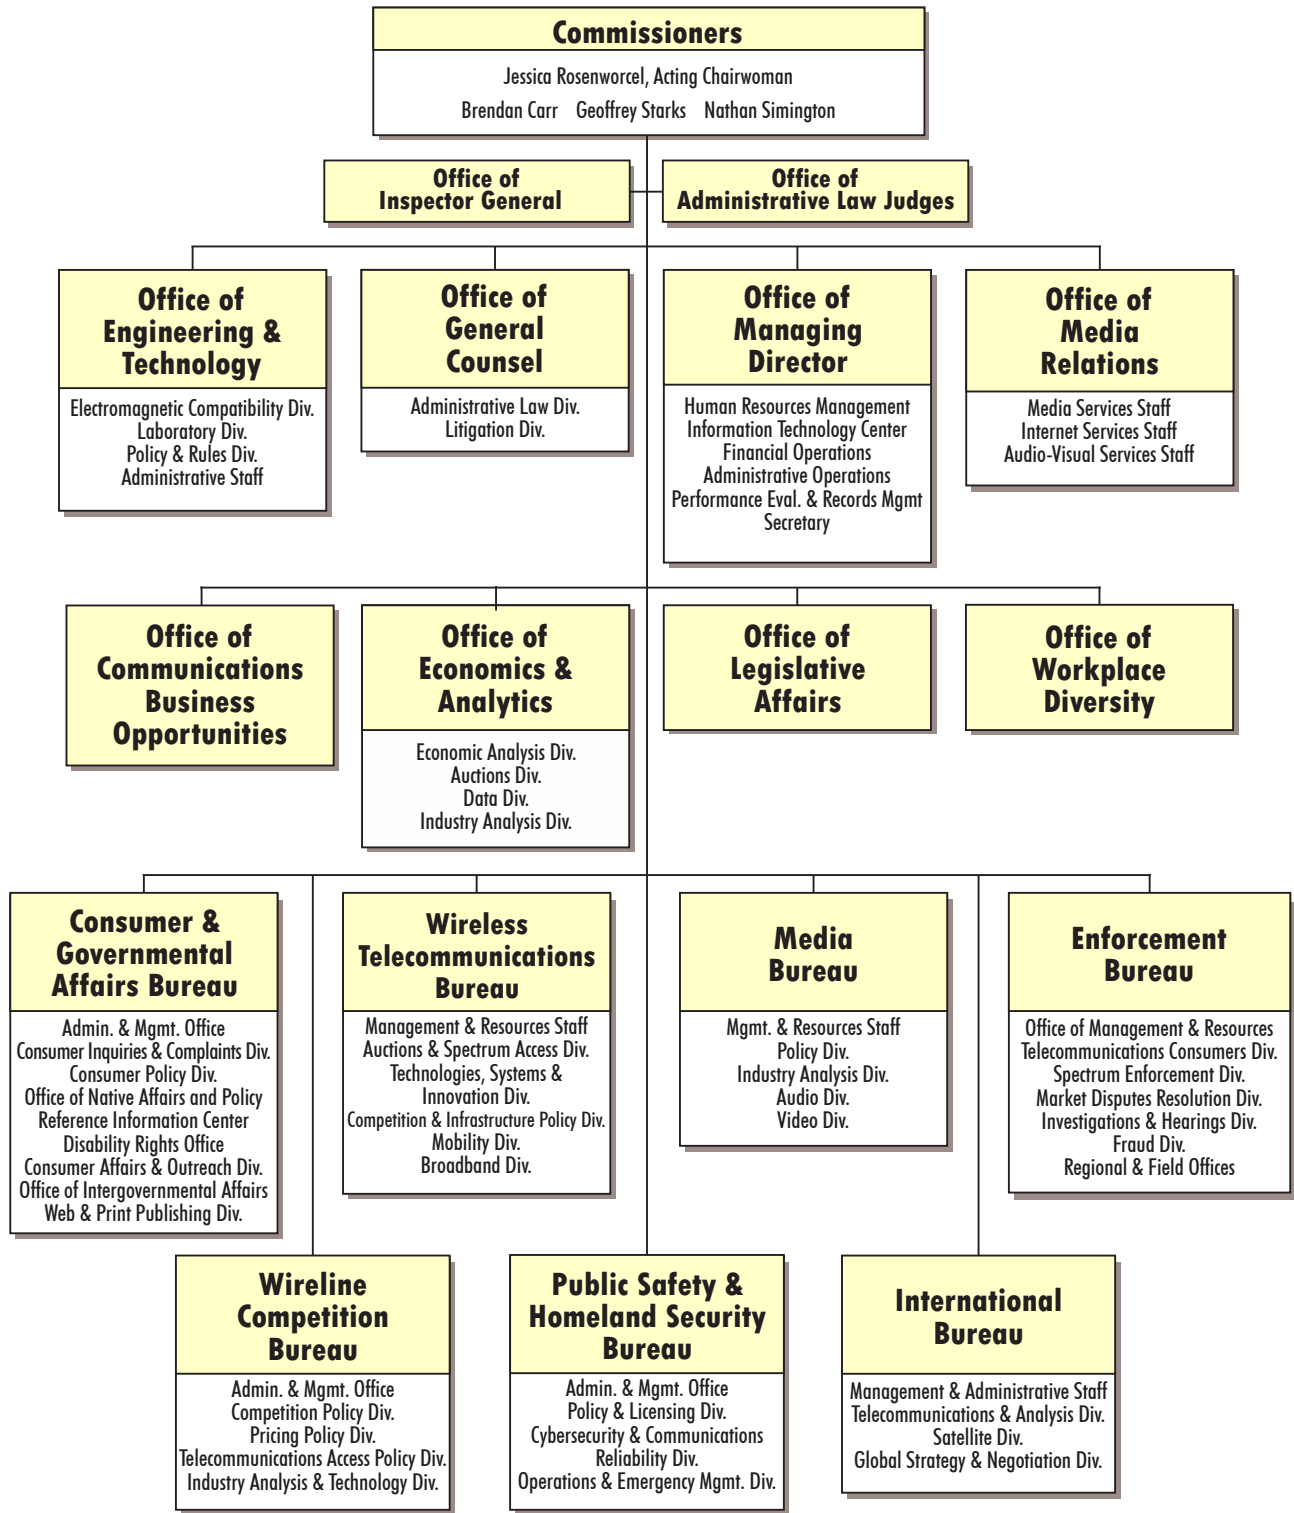 Commissioners
Jessica Rosenworcel, Acting Chairwoman
Brendan Carr Geoffrey Starks Nathan Simington
Office of
Inspector General
Office of
Administrative Law Judges
Office of
Engineering &
Technology
Electromagnetic Compatibility Div.
Laboratory Div.
Policy & Rules Div.
Administrative Staff
Office of
General
Counsel
Administrative Law Div.
Litigation Div.
Office of
Managing
Director
Human Resources Management
Information Technology Center
Financial Operations
Administrative Operations
Performance Eval. & Records Mgmt
Secretary
Office of
Media
Relations
Media Services Staff
Internet Services Staff
Audio-Visual Services Staff
Office of
Communications
Business
Opportunities
Office of
Economics &
Analytics
Economic Analysis Div.
Auctions Div.
Data Div.
Industry Analysis Div.
Office of
Legislative
Affairs
Office of
Workplace
Diversity
Consumer &
Governmental
Affairs Bureau
Admin. & Mgmt. Office
Consumer Inquiries & Complaints Div.
Consumer Policy Div.
Office of Native Affairs and Policy
Reference Information Center
Disability Rights Office
Consumer Affairs & Outreach Div.
Office of Intergovernmental Affairs
Web & Print Publishing Div.
Wireless
Telecommunications
Bureau
Management & Resources Staff
Auctions & Spectrum Access Div.
Technologies, Systems &
Innovation Div.
Competition & Infrastructure Policy Div.
Mobility Div.
Broadband Div.
Media
Bureau
Mgmt. & Resources Staff
Policy Div.
Industry Analysis Div.
Audio Div.
Video Div.
Enforcement
Bureau
Office of Management & Resources
Telecommunications Consumers Div.
Spectrum Enforcement Div.
Market Disputes Resolution Div.
Investigations & Hearings Div.
Fraud Div.
Regional & Field Offices
Wireline
Competition
Bureau
Admin. & Mgmt. Office
Competition Policy Div.
Pricing Policy Div.
Telecommunications Access Policy Div.
Industry Analysis & Technology Div.
Public Safety &
Homeland Security
Bureau
Admin. & Mgmt. Office
Policy & Licensing Div.
Cybersecurity & Communications
Reliability Div.
Operations & Emergency Mgmt. Div.
International
Bureau
Management & Administrative Staff
Telecommunications & Analysis Div.
Satellite Div.
Global Strategy & Negotiation Div.